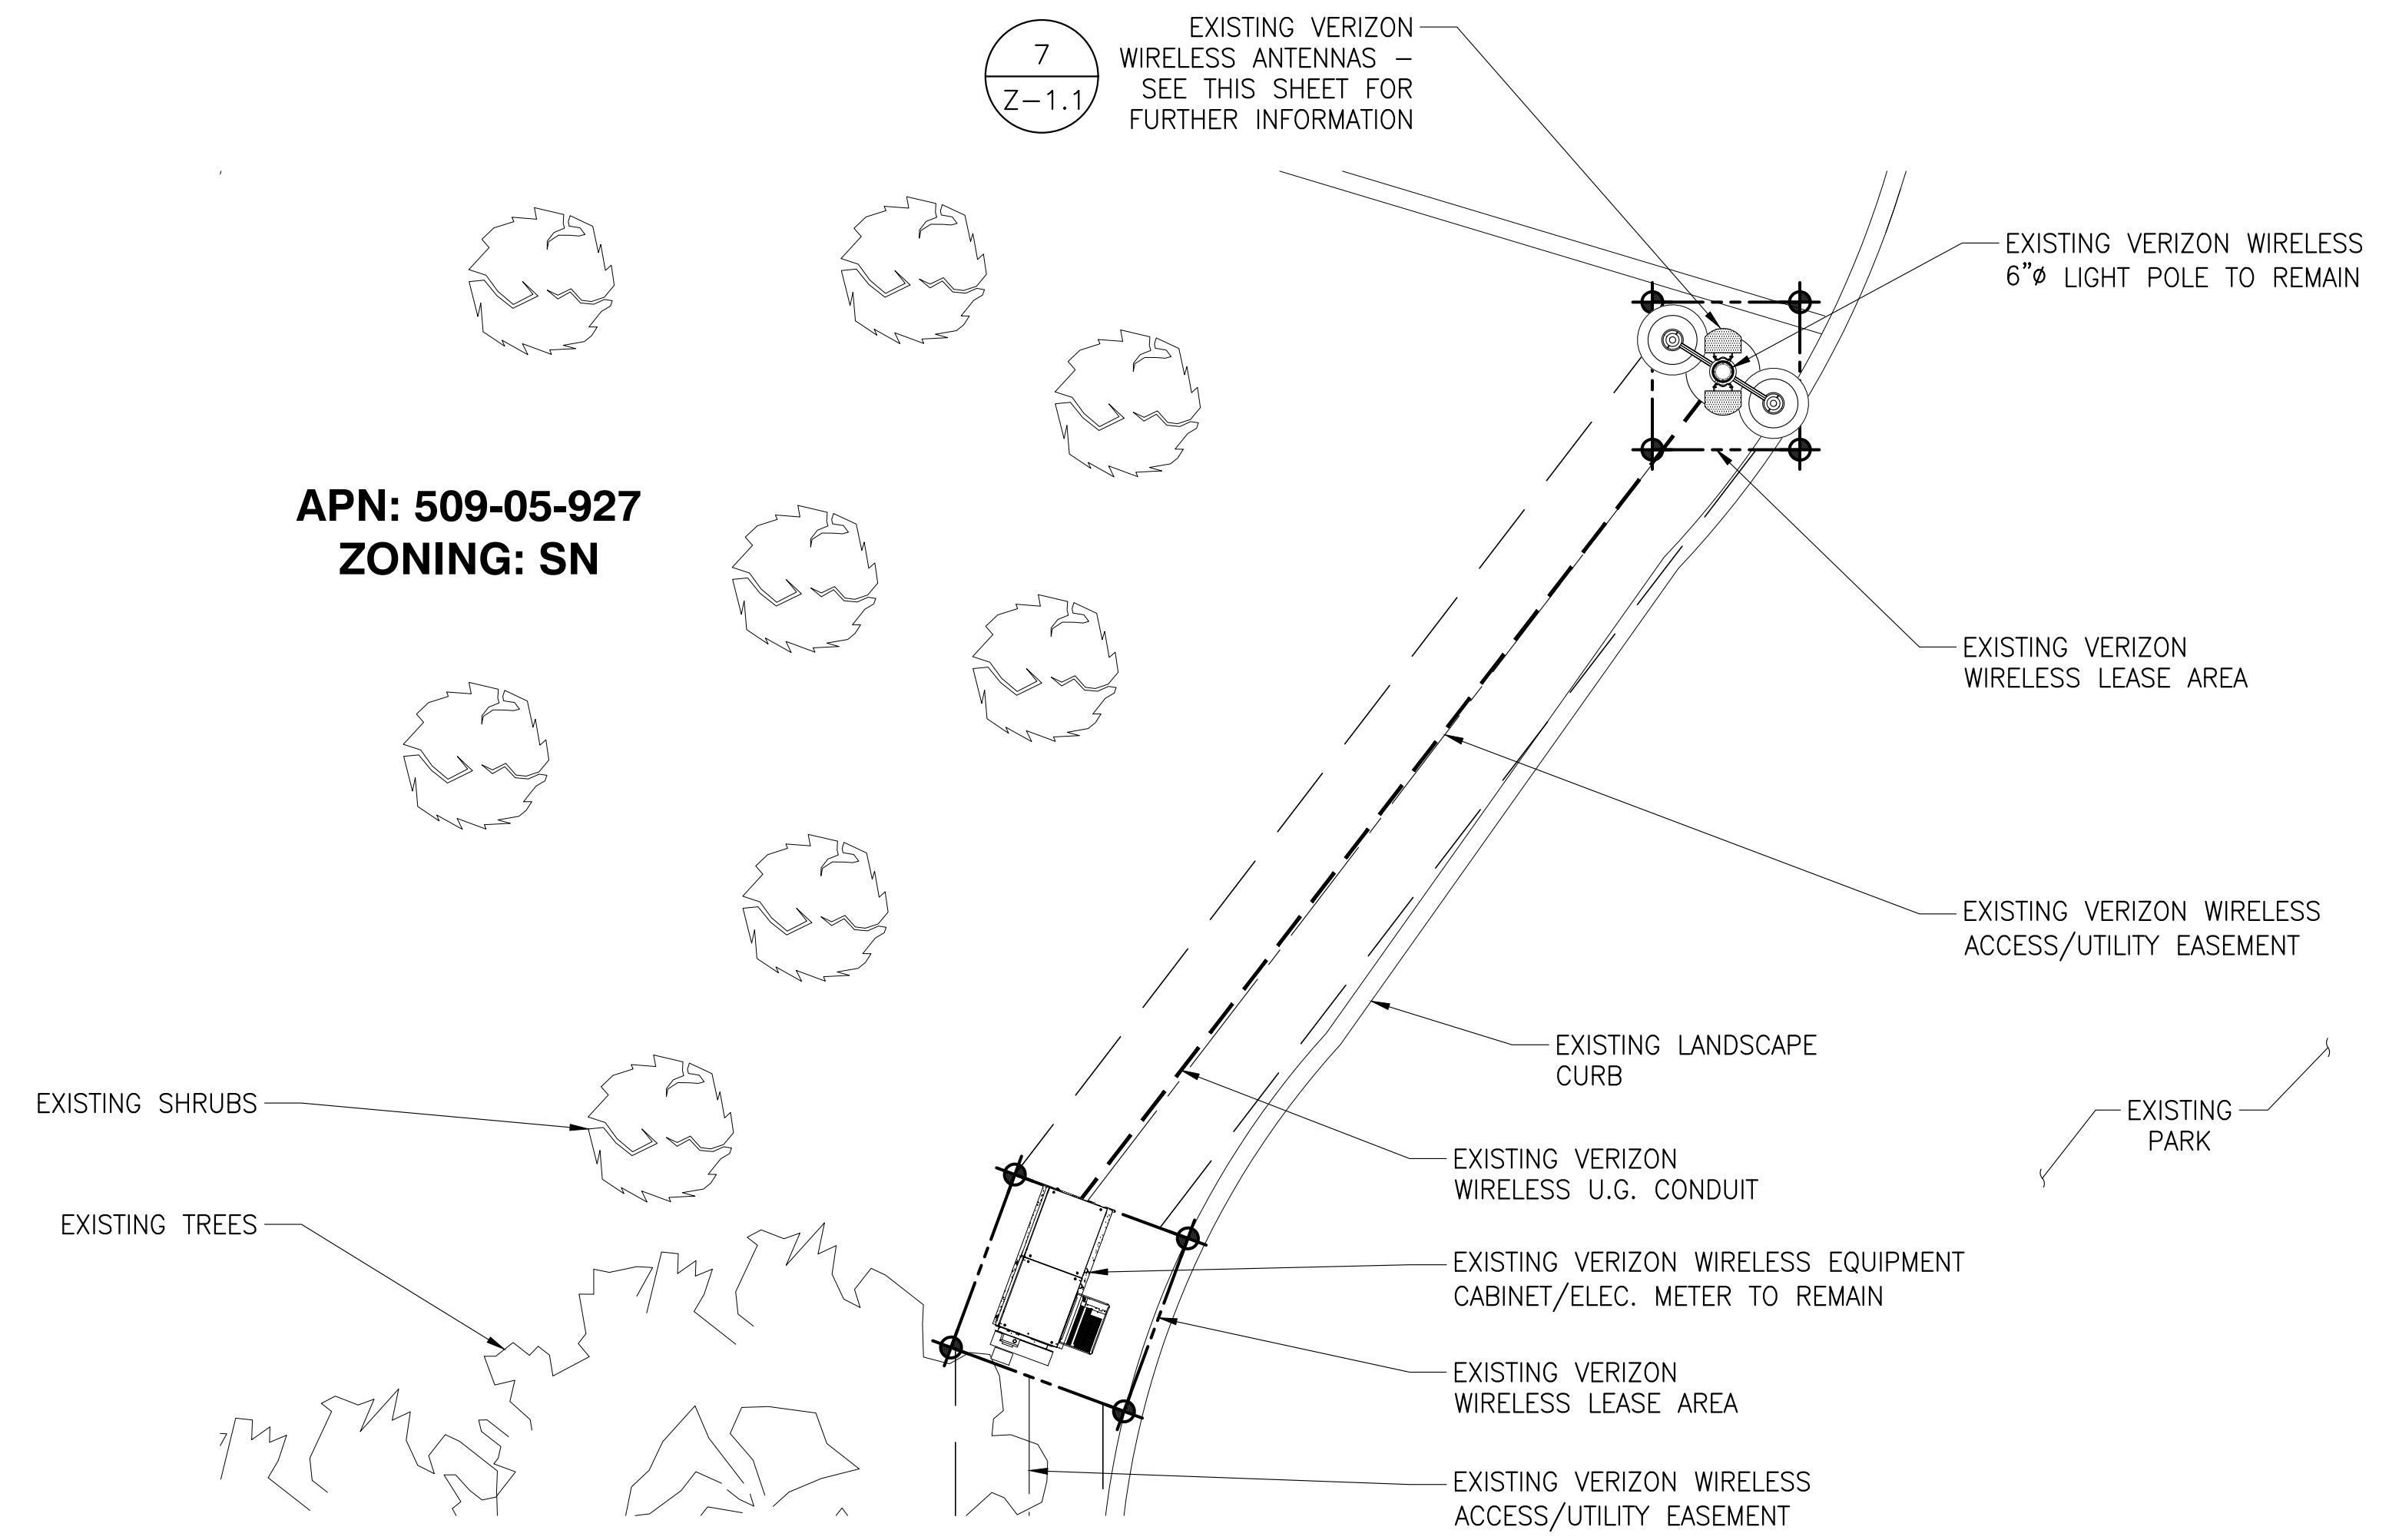 7
Z-1.1
EXISTING VERIZON
WIRELESS ANTENNAS -
SEE THIS SHEET FOR
FURTHER INFORMATION
EXISTING VERIZON WIRELESS
6"ø LIGHT POLE TO REMAIN
APN: 509-05-927
ZONING: SN
EXISTING VERIZON
WIRELESS LEASE AREA
EXISTING VERIZON WIRELESS
ACCESS/UTILITY EASEMENT
EXISTING LANDSCAPE
CURB
EXISTING SHRUBS
EXISTING
PARK
EXISTING VERIZON
WIRELESS U.G. CONDUIT
EXISTING TREES
EXISTING VERIZON WIRELESS EQUIPMENT
CABINET/ELEC. METER TO REMAIN
EXISTING VERIZON
WIRELESS LEASE AREA
EXISTING VERIZON WIRELESS
ACCESS/UTILITY EASEMENT